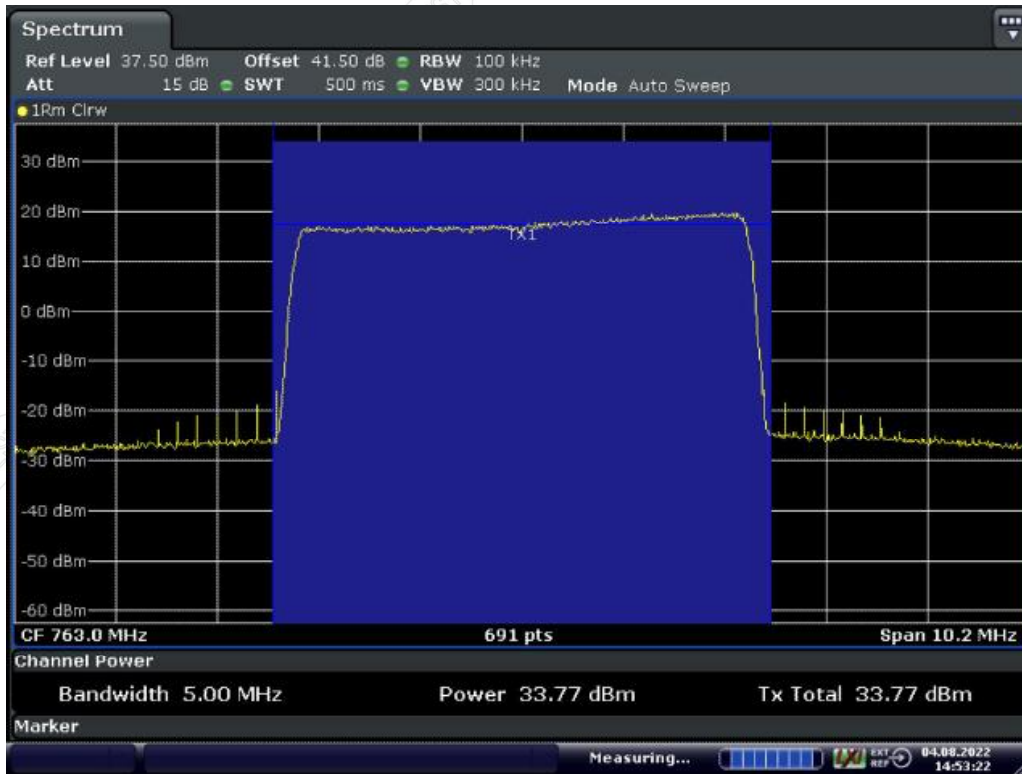 Spectrum
Ref Level 37.50 dBm Offset 41.50 dB RBW 100 kHz
Att 15 dB SWT 500 ms VBW 300 kHz Mode Auto Sweep
1Rm Clrw
30 dBm
20 dBm
TX1
10 dBm
0 dBm
-10 dBm
-20 dBm
-30 dBm
-40 dBm
-50 dBm
-60 dBm
CF 763.0 MHz 691 pts Span 10.2 MHz
Channel Power
Bandwidth 5.00 MHz Power 33.77 dBm Tx Total 33.77 dBm
Marker
Measuring... LXI EXT REF 04.08.2022
14:53:22